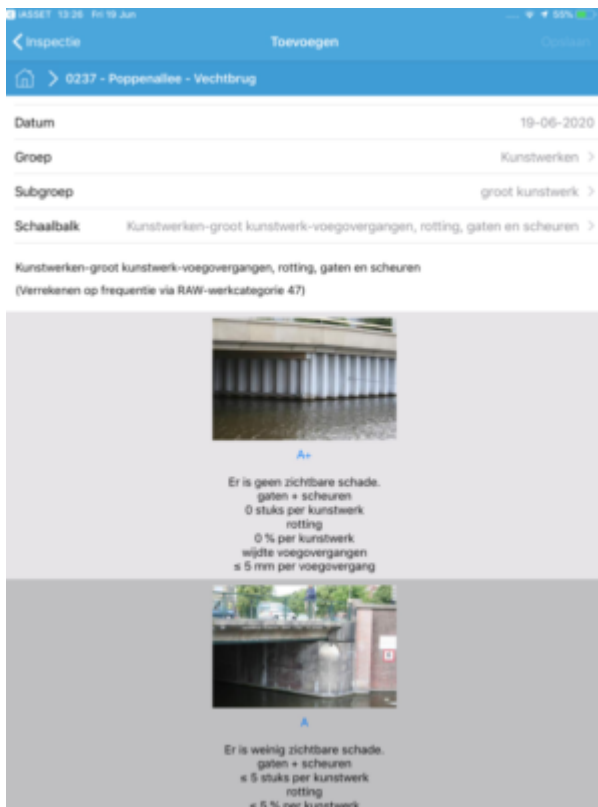 iASSET 13:26 Fri 19 Jun 55%
Inspectie Toevoegen Opslaan
0237 - Poppenallee - Vechtbrug
Datum 19-06-2020
Groep Kunstwerken
Subgroep groot kunstwerk
Schaalbalk Kunstwerken-groot kunstwerk-voegovergangen, rotting, gaten en scheuren
Kunstwerken-groot kunstwerk-voegovergangen, rotting, gaten en scheuren
(Verrekenen op frequentie via RAW-werkcategorie 47)
A+
Er is geen zichtbare schade.
gaten + scheuren
0 stuks per kunstwerk
rotting
0 % per kunstwerk
wijdte voegovergangen
≤ 5 mm per voegovergang
A
Er is weinig zichtbare schade.
gaten + scheuren
≤ 5 stuks per kunstwerk
rotting
≤ 5 % per kunstwerk